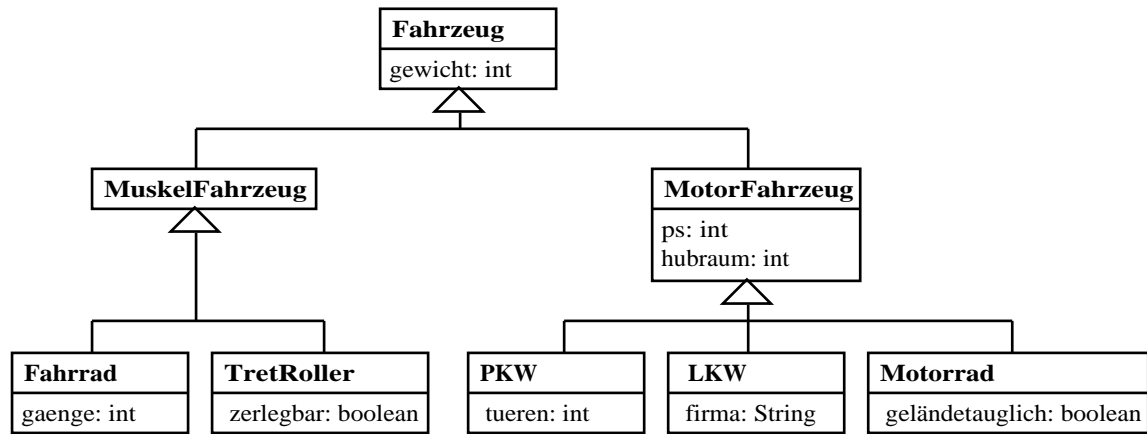 Fahrzeug
gewicht: int
MuskelFahrzeug
MotorFahrzeug
ps: int
hubraum: int
Fahrrad
gaenge: int
TretRoller
zerlegbar: boolean
PKW
tueren: int
LKW
firma: String
Motorrad
geländetauglich: boolean